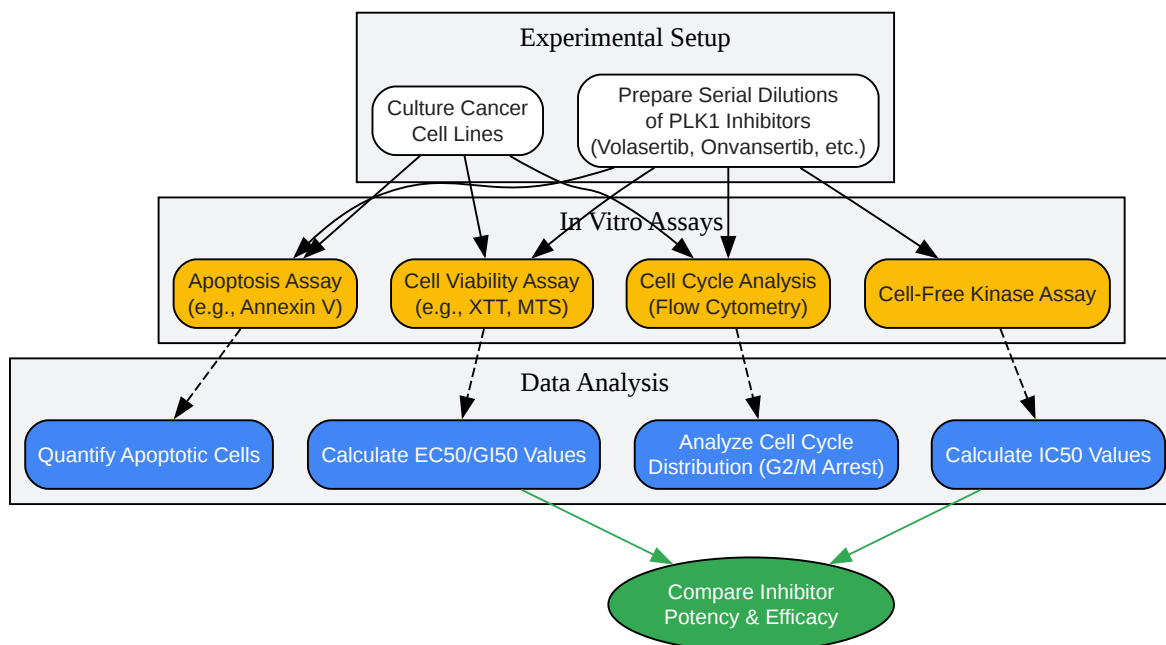 Experimental Setup
Culture Cancer
Cell Lines
Prepare Serial Dilutions
of PLK1 Inhibitors
(Volasertib, Onvansertib, etc.)
In Vitro Assays
Apoptosis Assay
(e.g., Annexin V)
Cell Viability Assay
(e.g., XTT, MTS)
Cell Cycle Analysis
(Flow Cytometry)
Cell-Free Kinase Assay
Data Analysis
Quantify Apoptotic Cells
Calculate EC50/GI50 Values
Analyze Cell Cycle
Distribution (G2/M Arrest)
Calculate IC50 Values
Compare Inhibitor
Potency & Efficacy